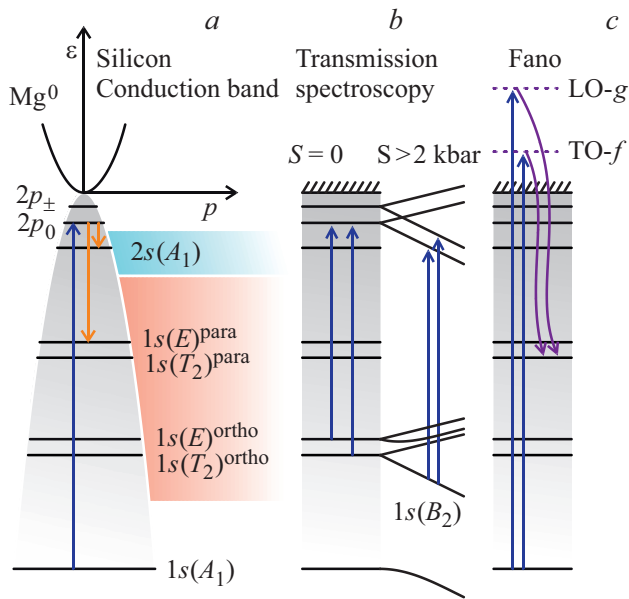 a
b
c
ε
Silicon
Conduction band
Transmission
spectroscopy
Fano
LO-g
Mg⁰
TO-f
S = 0
S > 2 kbar
p
2p±
2p₀
2s(A₁)
1s(E)ᵖᵃʳᵃ
1s(T₂)ᵖᵃʳᵃ
1s(E)ᵒʳᵗʰᵒ
1s(T₂)ᵒʳᵗʰᵒ
1s(B₂)
1s(A₁)